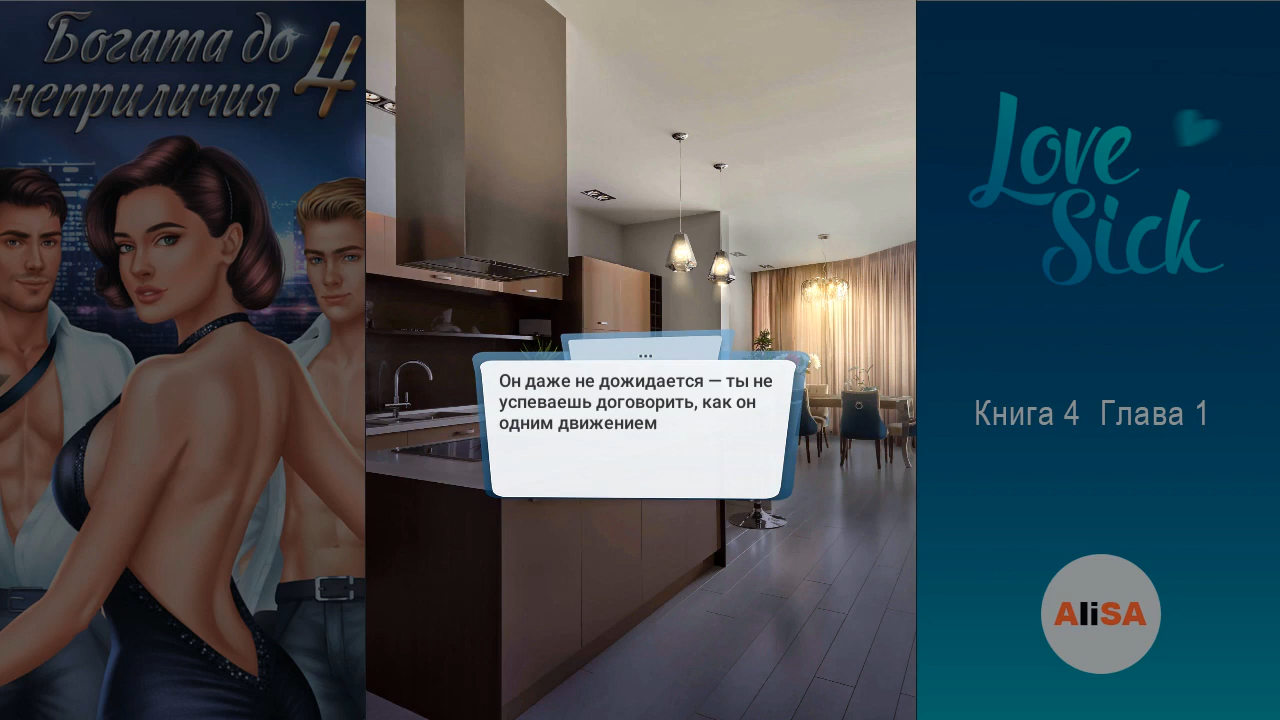 Богата до
неприличия 4
...
Он даже не дожидается — ты не
успеваешь договорить, как он
одним движением
Love
Sick
Книга 4 Глава 1
AliSA